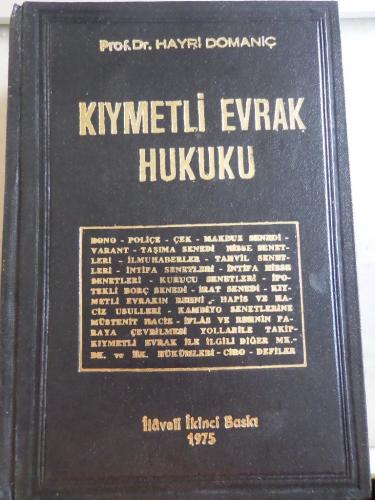 Prof. Dr. HAYRİ DOMANİÇ
KIYMETLİ EVRAK
HUKUKU
BONO - POLİÇE - ÇEK - MAKBUZ SENEDİ -
VARANT - TAŞIMA SENEDİ HİSSE SENET-
LERİ - İLMUHABERLER - TAHVİL SENET-
LERİ - İNTİFA SENETLERİ - İNTİFA HİSSE
SENETLERİ - KURUCU SENETLERİ - İPO-
TEKLİ BORÇ SENEDİ - İRAT SENEDİ - KIY-
METLİ EVRAKIN REHNİ, - HAPİS VE HA-
CİZ USULLERİ - KAMBİYO SENETLERİNE
MÜSTENİT HACİZ - İFLÂS VE REHNİN PA-
RAYA ÇEVRİLMESİ YOLLARİLE TAKİP-
KIYMETLİ EVRAK İLE İLGİLİ DİĞER MK.-
BK. ve İİK. HÜKÜMLERİ - CİRO - DEFİLER
İlâveli İkinci Baskı
1975